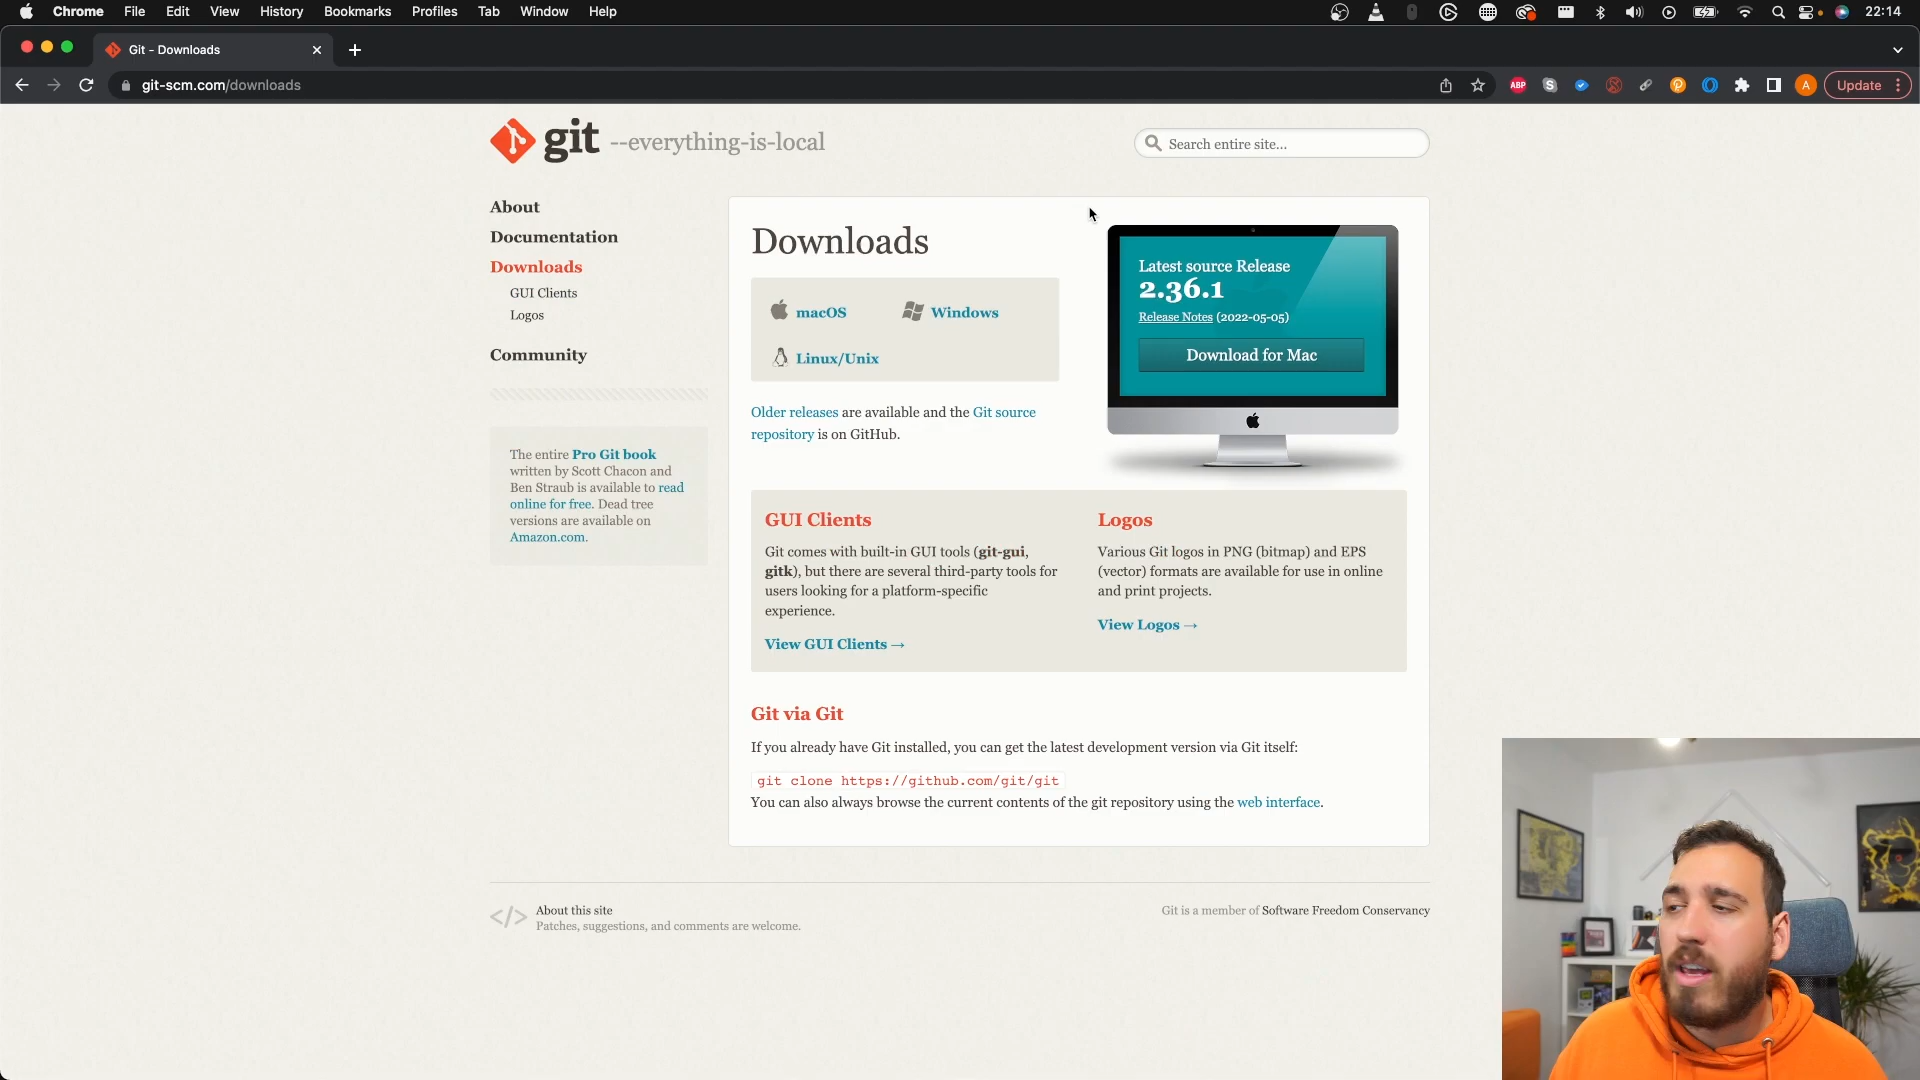 Chrome File Edit View History Bookmarks Profiles Tab Window Help 22:14
Git - Downloads
git-scm.com/downloads
ABP
A
Update
git --everything-is-local
Search entire site...
About
Documentation
Downloads
GUI Clients
Logos
Community
The entire Pro Git book
written by Scott Chacon and
Ben Straub is available to read
online for free. Dead tree
versions are available on
Amazon.com.
Downloads
macOS Windows
Linux/Unix
Older releases are available and the Git source
repository is on GitHub.
Latest source Release
2.36.1
Release Notes (2022-05-05)
Download for Mac
GUI Clients
Git comes with built-in GUI tools (git-gui,
gitk), but there are several third-party tools for
users looking for a platform-specific
experience.
View GUI Clients →
Logos
Various Git logos in PNG (bitmap) and EPS
(vector) formats are available for use in online
and print projects.
View Logos →
Git via Git
If you already have Git installed, you can get the latest development version via Git itself:
git clone https://github.com/git/git
You can also always browse the current contents of the git repository using the web interface.
</> About this site
Patches, suggestions, and comments are welcome.
Git is a member of Software Freedom Conservancy